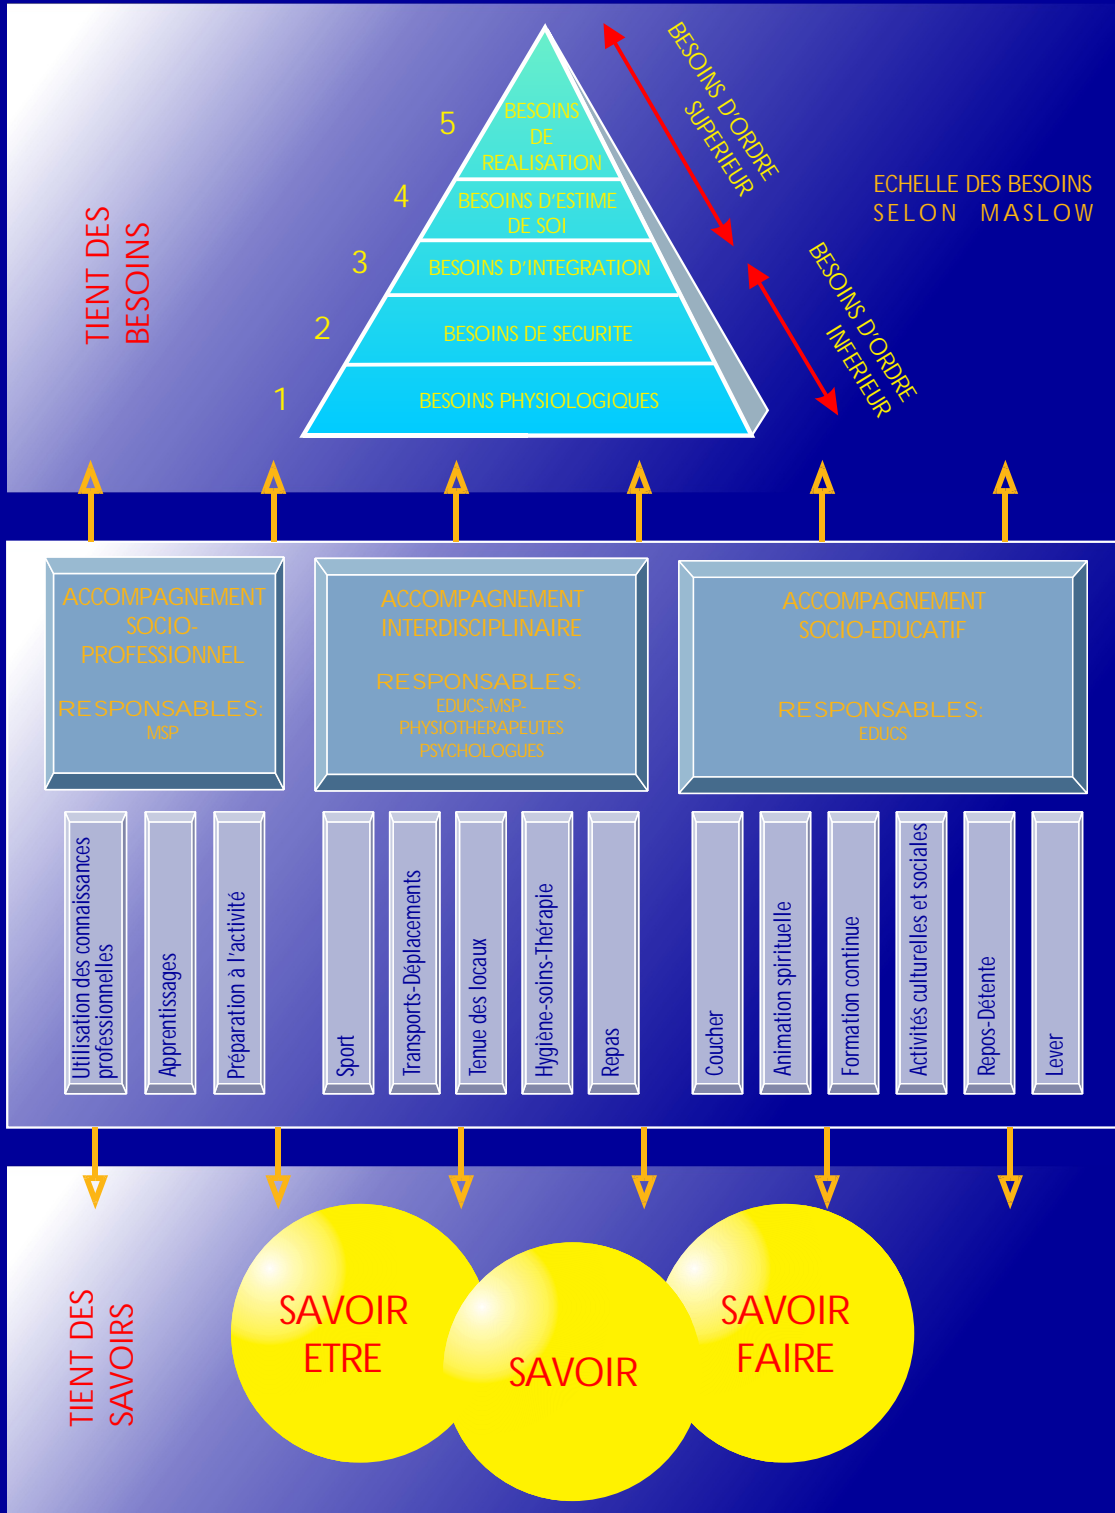 TIENT DES
BESOINS
5
BESOINS
DE
REALISATION
4
BESOINS D'ESTIME
DE SOI
3
BESOINS D'INTEGRATION
2
BESOINS DE SECURITE
1
BESOINS PHYSIOLOGIQUES
BESOINS D'ORDRE
SUPERIEUR
BESOINS D'ORDRE
INFERIEUR
ECHELLE DES BESOINS
SELON MASLOW
ACCOMPAGNEMENT
SOCIO-
PROFESSIONNEL
RESPONSABLES:
MSP
ACCOMPAGNEMENT
INTERDISCIPLINAIRE
RESPONSABLES:
EDUCS-MSP-
PHYSIOTHERAPEUTES
PSYCHOLOGUES
ACCOMPAGNEMENT
SOCIO-EDUCATIF
RESPONSABLES:
EDUCS
Utilisation des connaissances
professionnelles
Apprentissages
Préparation à l'activité
Sport
Transports-Déplacements
Tenue des locaux
Hygiène-soins-Thérapie
Repas
Coucher
Animation spirituelle
Formation continue
Activités culturelles et sociales
Repos-Détente
Lever
TIENT DES
SAVOIRS
SAVOIR
ETRE
SAVOIR
SAVOIR
FAIRE